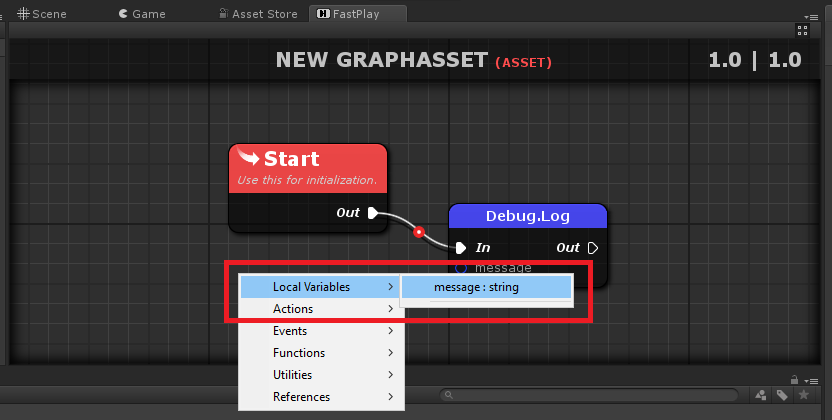 Scene
Game
Asset Store
FastPlay
NEW GRAPHASSET (ASSET)
1.0 | 1.0
Start
Use this for initialization.
Out
Debug.Log
In
Out
message
Local Variables
message : string
Actions
Events
Functions
Utilities
References